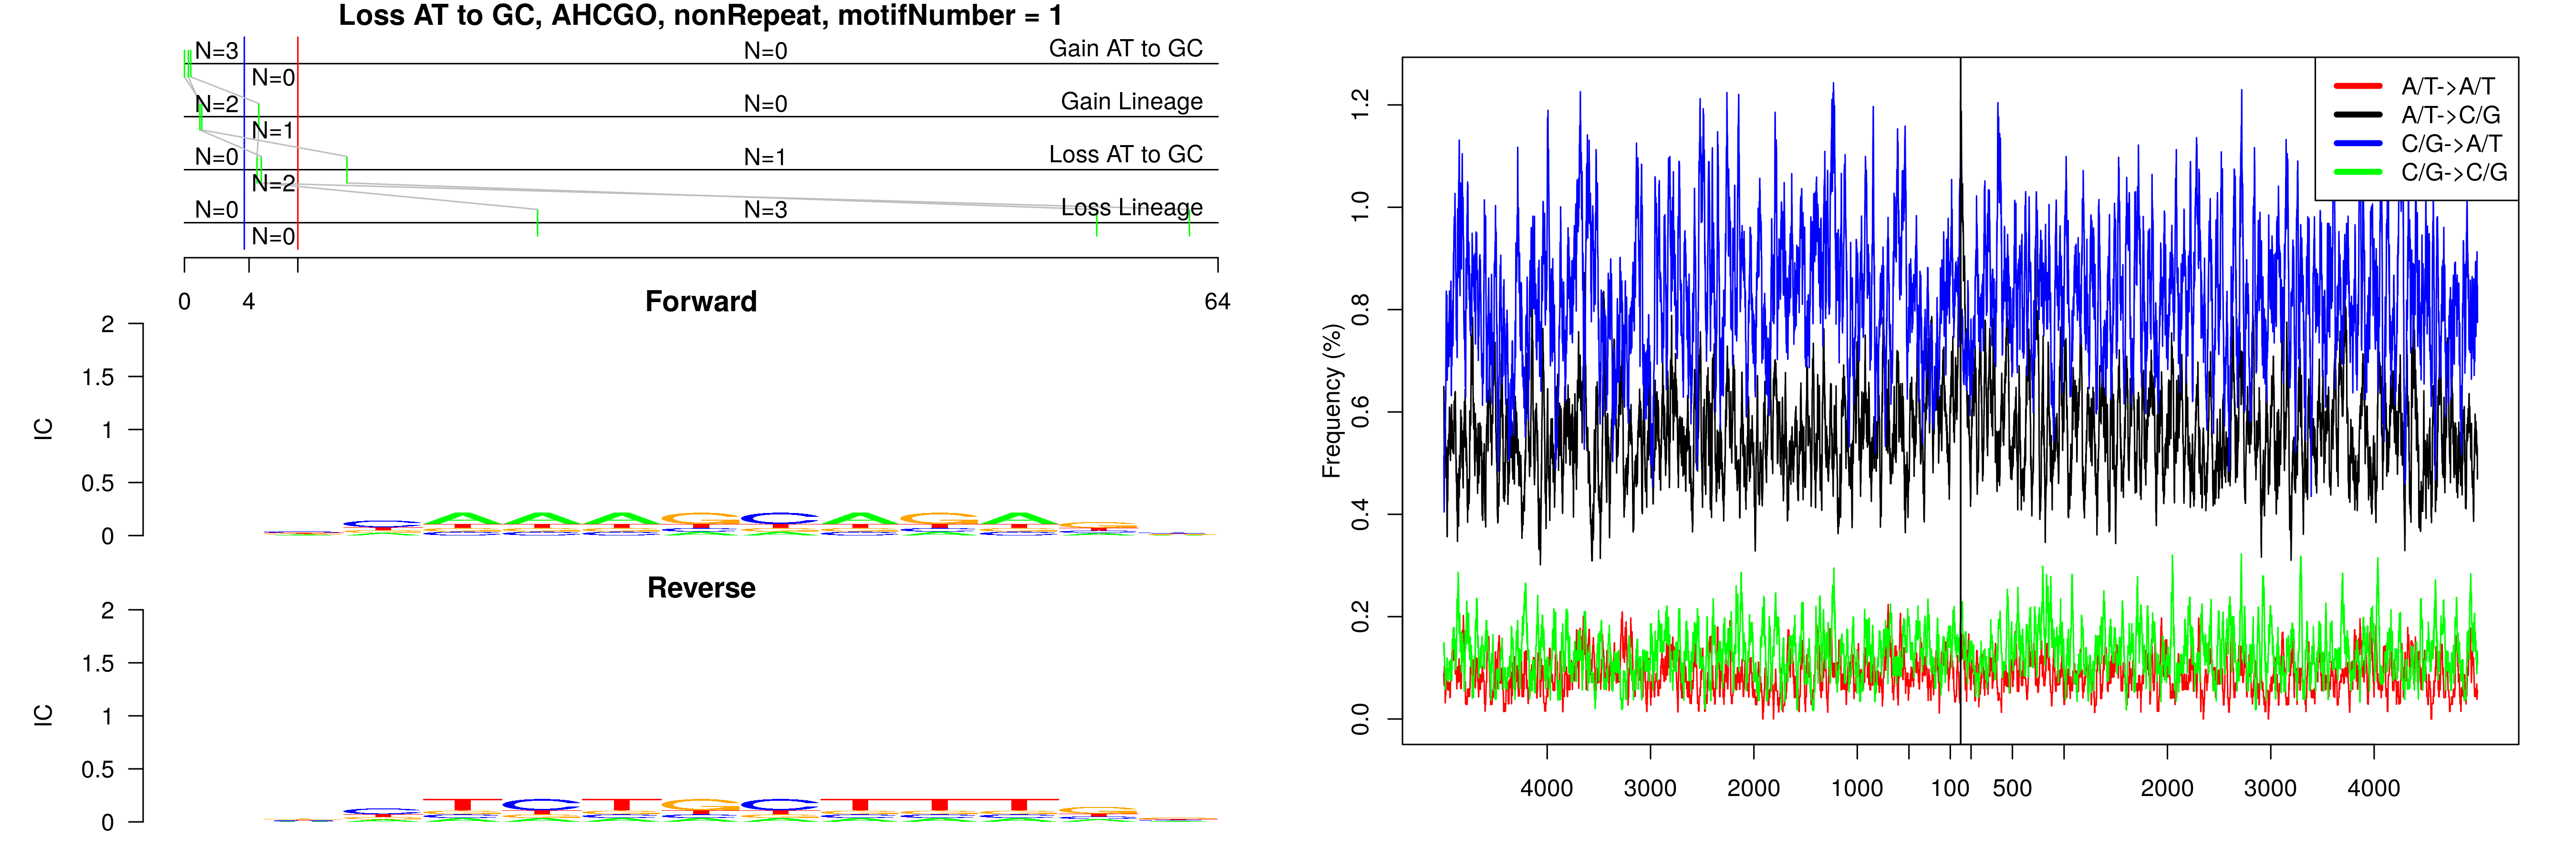 Loss AT to GC, AHCGO, nonRepeat, motifNumber = 1
N=3 N=0 Gain AT to GC
N=0
N=2 N=0 Gain Lineage
N=1
N=0 N=1 Loss AT to GC
N=2
N=0 N=3 Loss Lineage
N=0
0 4 64
Forward
2
1.5
1
0.5
0
IC
C A A A G C A G A G
Reverse
2
1.5
1
0.5
0
IC
C T C T G C T T T G
A/T->A/T
A/T->C/G
C/G->A/T
C/G->C/G
Frequency (%)
1.2
1.0
0.8
0.6
0.4
0.2
0.0
4000 3000 2000 1000 100 500 2000 3000 4000